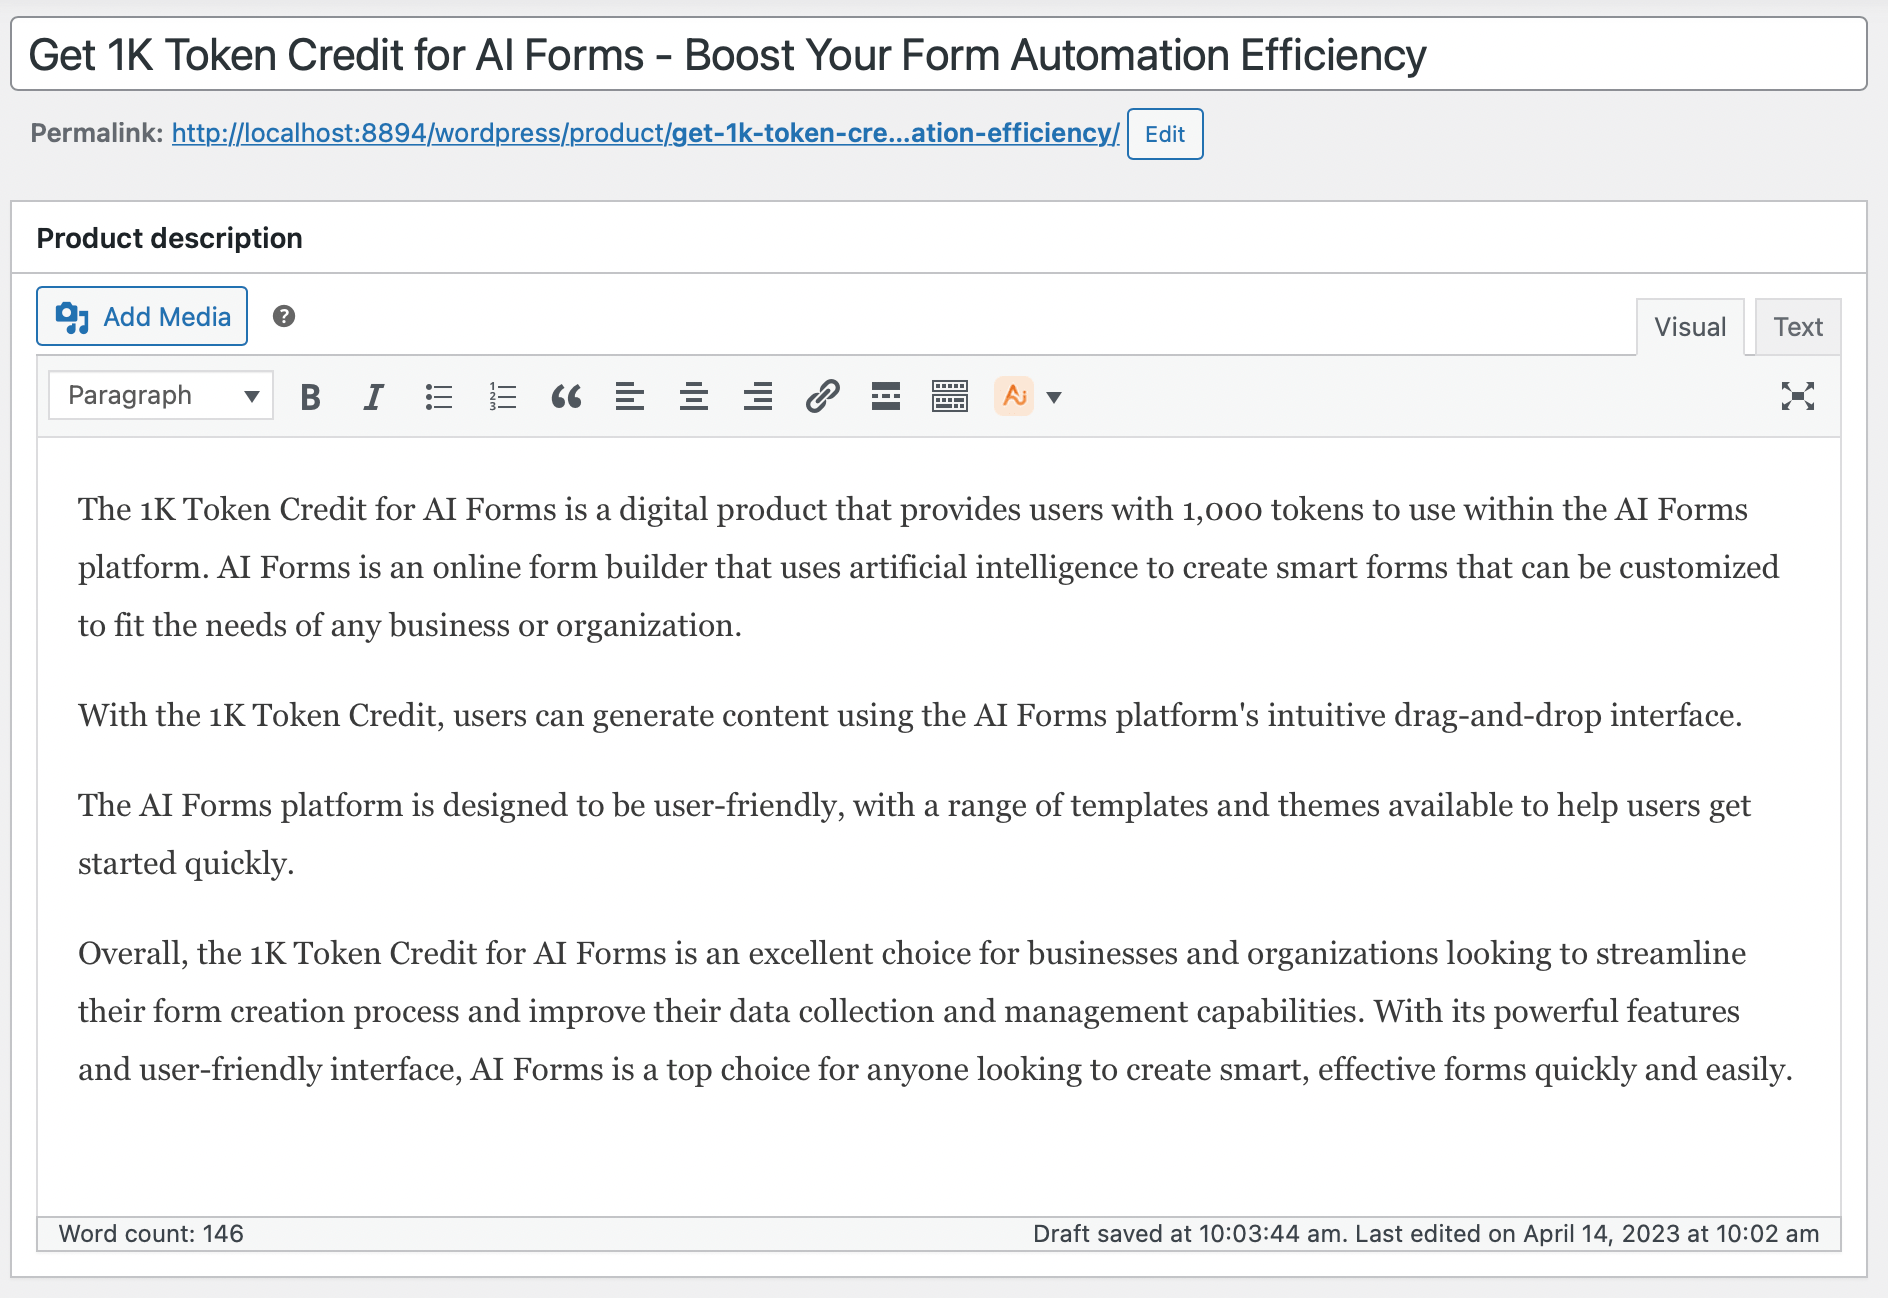 Get 1K Token Credit for AI Forms - Boost Your Form Automation Efficiency
Permalink: http://localhost:8894/wordpress/product/get-1k-token-cre...ation-efficiency/ Edit
Product description
Add Media ?
Visual Text
Paragraph B I Ai
The 1K Token Credit for AI Forms is a digital product that provides users with 1,000 tokens to use within the AI Forms
platform. AI Forms is an online form builder that uses artificial intelligence to create smart forms that can be customized
to fit the needs of any business or organization.
With the 1K Token Credit, users can generate content using the AI Forms platform's intuitive drag-and-drop interface.
The AI Forms platform is designed to be user-friendly, with a range of templates and themes available to help users get
started quickly.
Overall, the 1K Token Credit for AI Forms is an excellent choice for businesses and organizations looking to streamline
their form creation process and improve their data collection and management capabilities. With its powerful features
and user-friendly interface, AI Forms is a top choice for anyone looking to create smart, effective forms quickly and easily.
Word count: 146 Draft saved at 10:03:44 am. Last edited on April 14, 2023 at 10:02 am